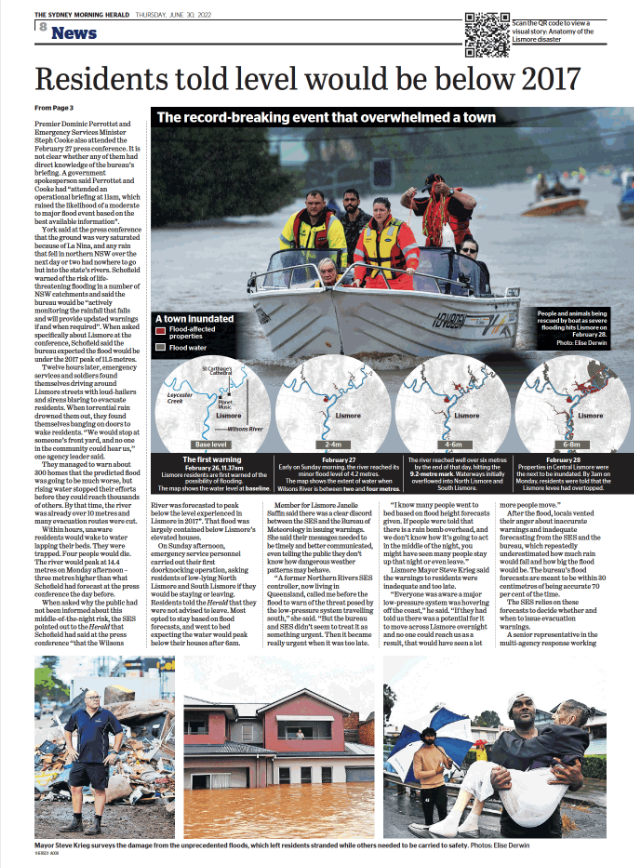 THE SYDNEY MORNING HERALD THURSDAY, JUNE 30, 2022
8 News
Scan the QR code to view a
visual story: Anatomy of the
Lismore disaster
Residents told level would be below 2017
From Page 3
Premier Dominic Perrottet and
Emergency Services Minister
Steph Cooke also attended the
February 27 press conference. It is
not clear whether any of them had
direct knowledge of the bureau's
briefing. A government
spokesperson said Perrottet and
Cooke had "attended an
operational briefing at 11am, which
raised the likelihood of a moderate
to major flood event based on the
best available information".
York said at the press conference
that the ground was very saturated
because of La Nina, and any rain
that fell in northern NSW over the
next day or two had nowhere to go
but into the state's rivers. Schofield
warned of the risk of life-
threatening flooding in a number of
NSW catchments and said the
bureau would be "actively
monitoring the rainfall that falls
and will provide updated warnings
if and when required". When asked
specifically about Lismore at the
conference, Schofield said the
bureau expected the flood would be
under the 2017 peak of 11.5 metres.
Twelve hours later, emergency
services and soldiers found
themselves driving around
Lismore streets with loud-hailers
and sirens blaring to evacuate
residents. When torrential rain
drowned them out, they found
themselves banging on doors to
wake residents. "We would stop at
someone's front yard, and no one
in the community could hear us,"
one agency leader said.
They managed to warn about
300 homes that the predicted flood
was going to be much worse, but
rising water stopped their efforts
before they could reach thousands
of others. By that time, the river
was already over 10 metres and
many evacuation routes were cut.
Within hours, unaware
residents would wake to water
lapping their beds. They were
trapped. Four people would die.
The river would peak at 14.4
metres on Monday afternoon –
three metres higher than what
Schofield had forecast at the press
conference the day before.
When asked why the public had
not been informed about this
middle-of-the-night risk, the SES
pointed out to the Herald that
Schofield had said at the press
conference "that the Wilsons
The record-breaking event that overwhelmed a town
A town inundated
Flood-affected
properties
Flood water
People and animals being
rescued by boat as severe
flooding hits Lismore on
February 28.
Photo: Elise Derwin
St Carthage's
Cathedral
Leycester
Creek
Planet
Music
Lismore
Wilsons River
Base level
Lismore
2-4m
Lismore
4-6m
Lismore
6-8m
The first warning
February 26, 11.37am
Lismore residents are first warned of the
possibility of flooding.
The map shows the water level at baseline.
February 27
Early on Sunday morning, the river reached its
minor flood level of 4.2 metres.
The map shows the extent of water when
Wilsons River is between two and four metres.
The river reached well over six metres
by the end of that day, hitting the
9.2-metre mark. Waterways initially
overflowed into North Lismore and
South Lismore.
February 28
Properties in Central Lismore were
the next to be inundated. By 3am on
Monday, residents were told that the
Lismore levee had overtopped.
River was forecasted to peak
below the level experienced in
Lismore in 2017". That flood was
largely contained below Lismore's
elevated houses.
On Sunday afternoon,
emergency service personnel
carried out their first
doorknocking operation, asking
residents of low-lying North
Lismore and South Lismore if they
would be staying or leaving.
Residents told the Herald that they
were not advised to leave. Most
opted to stay based on flood
forecasts, and went to bed
expecting the water would peak
below their houses after 6am.
Member for Lismore Janelle
Saffin said there was a clear discord
between the SES and the Bureau of
Meteorology in issuing warnings.
She said their messages needed to
be timely and better communicated,
even telling the public they don't
know how dangerous weather
patterns may behave.
"A former Northern Rivers SES
controller, now living in
Queensland, called me before the
flood to warn of the threat posed by
the low-pressure system travelling
south," she said. "But the bureau
and SES didn't seem to treat it as
something urgent. Then it became
really urgent when it was too late.
"I know many people went to
bed based on flood height forecasts
given. If people were told that
there is a rain bomb overhead, and
we don't know how it's going to act
in the middle of the night, you
might have seen many people stay
up that night or even leave."
Lismore Mayor Steve Krieg said
the warnings to residents were
inadequate and too late.
"Everyone was aware of a major
low-pressure system was hovering
off the coast," he said. "If they had
told us there was a potential for it
to move across Lismore overnight
and no one could reach us as a
result, that would have seen a lot
more people move."
After the flood, locals vented
their anger about inaccurate
warnings and inadequate
forecasting from the SES and the
bureau, which repeatedly
underestimated how much rain
would fall and how big the flood
would be. The bureau's flood
forecasts are meant to be within 30
centimetres of being accurate 70
per cent of the time.
The SES relies on these
forecasts to decide whether and
when to issue evacuation
warnings.
A senior representative in the
multi-agency response working
Mayor Steve Krieg surveys the damage from the unprecedented floods, which left residents stranded while others needed to be carried to safety. Photos: Elise Derwin